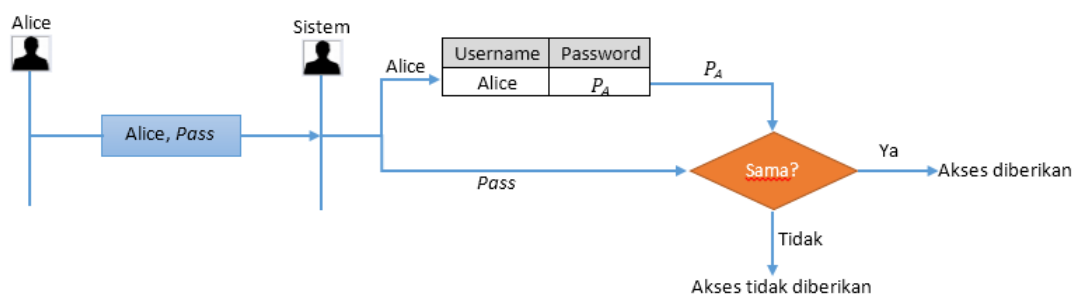 Alice
Sistem
Alice, Pass
Alice
Username Password
Alice P_A
P_A
Pass
Sama?
Ya
Akses diberikan
Tidak
Akses tidak diberikan